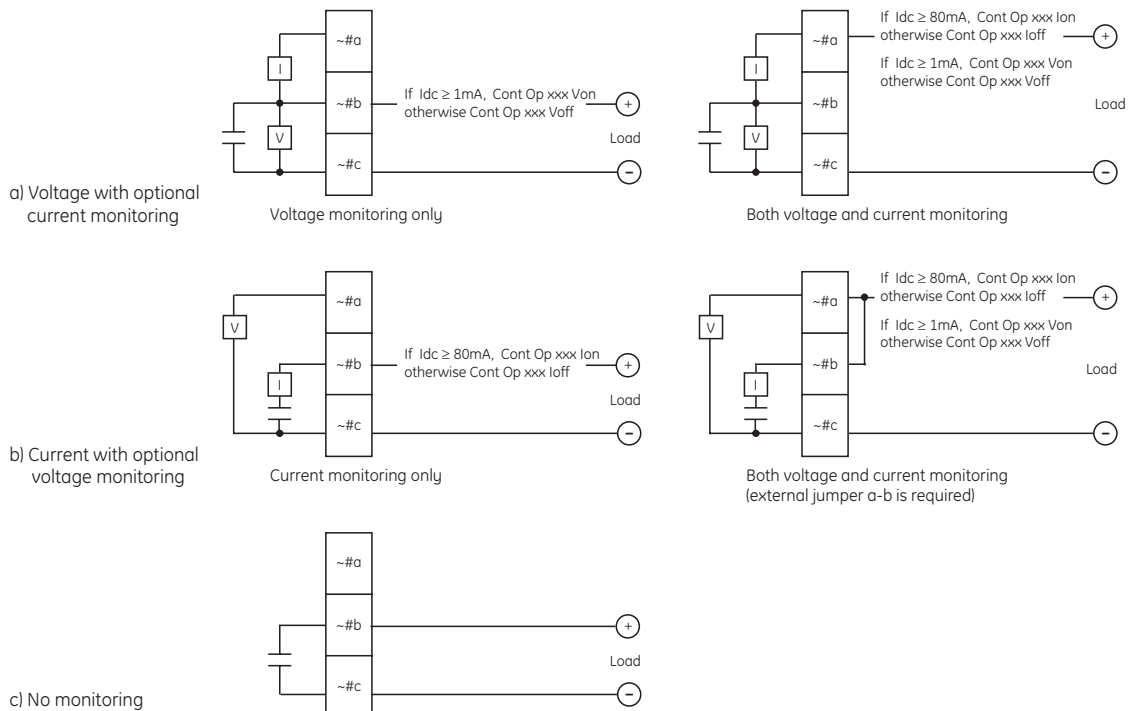 ~#a
I
~#b
V
~#c
If Idc ≥ 1mA, Cont Op xxx Von
otherwise Cont Op xxx Voff
+
Load
−
Voltage monitoring only
~#a
I
~#b
V
~#c
If Idc ≥ 80mA, Cont Op xxx Ion
otherwise Cont Op xxx Ioff
+
If Idc ≥ 1mA, Cont Op xxx Von
otherwise Cont Op xxx Voff
Load
−
Both voltage and current monitoring
a) Voltage with optional
current monitoring
~#a
V
~#b
I
~#c
If Idc ≥ 80mA, Cont Op xxx Ion
otherwise Cont Op xxx Ioff
+
Load
−
Current monitoring only
~#a
V
~#b
I
~#c
If Idc ≥ 80mA, Cont Op xxx Ion
otherwise Cont Op xxx Ioff
+
If Idc ≥ 1mA, Cont Op xxx Von
otherwise Cont Op xxx Voff
Load
−
Both voltage and current monitoring
(external jumper a-b is required)
b) Current with optional
voltage monitoring
~#a
~#b
~#c
+
Load
−
c) No monitoring